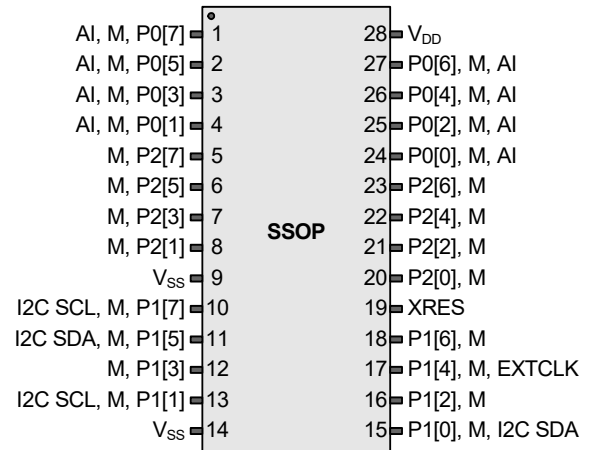 AI, M, P0[7] 1 28 VDD
AI, M, P0[5] 2 27 P0[6], M, AI
AI, M, P0[3] 3 26 P0[4], M, AI
AI, M, P0[1] 4 25 P0[2], M, AI
M, P2[7] 5 24 P0[0], M, AI
M, P2[5] 6 23 P2[6], M
M, P2[3] 7 22 P2[4], M
SSOP
M, P2[1] 8 21 P2[2], M
VSS 9 20 P2[0], M
I2C SCL, M, P1[7] 10 19 XRES
I2C SDA, M, P1[5] 11 18 P1[6], M
M, P1[3] 12 17 P1[4], M, EXTCLK
I2C SCL, M, P1[1] 13 16 P1[2], M
VSS 14 15 P1[0], M, I2C SDA